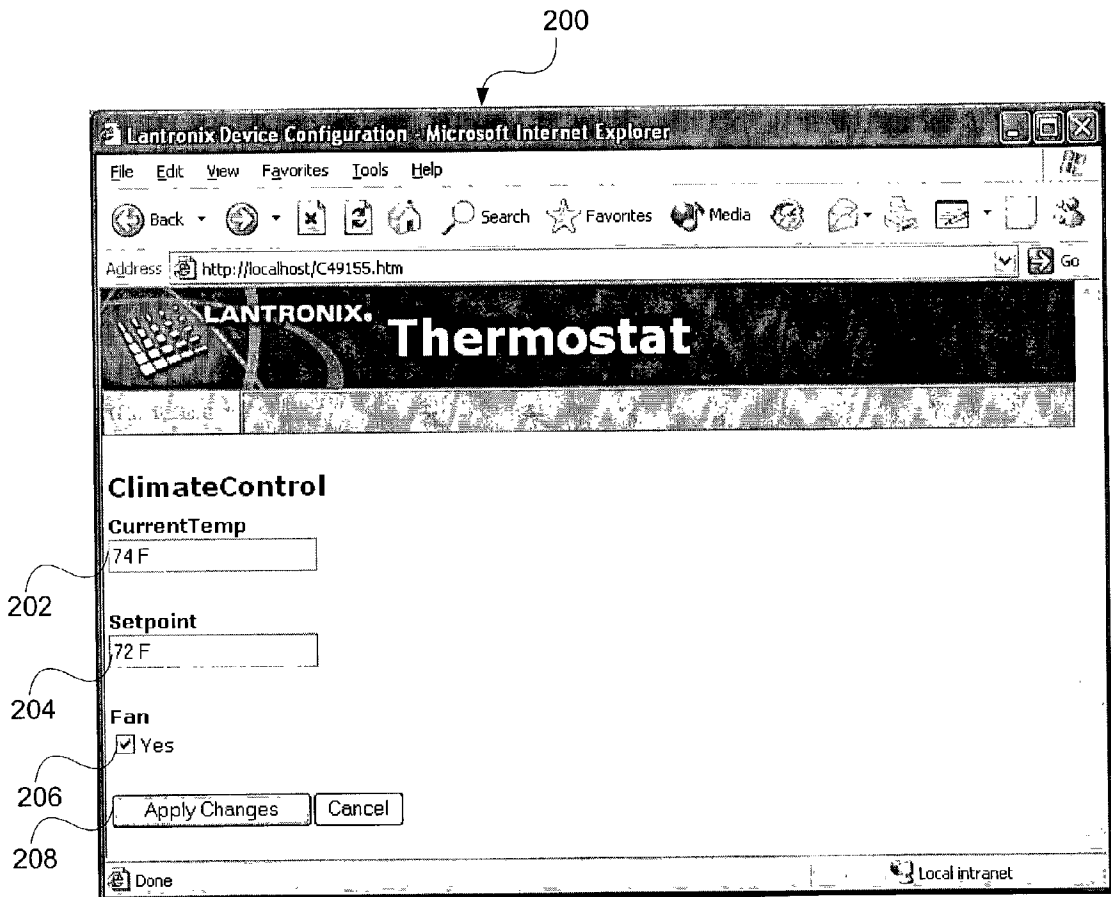 200
Lantronix Device Configuration - Microsoft Internet Explorer
File Edit View Favorites Tools Help
Back Search Favorites Media
Address http://localhost/C49155.htm Go
LANTRONIX. Thermostat
ClimateControl
CurrentTemp
74 F
202
Setpoint
72 F
204
Fan
Yes
206
Apply Changes Cancel
208
Done Local intranet